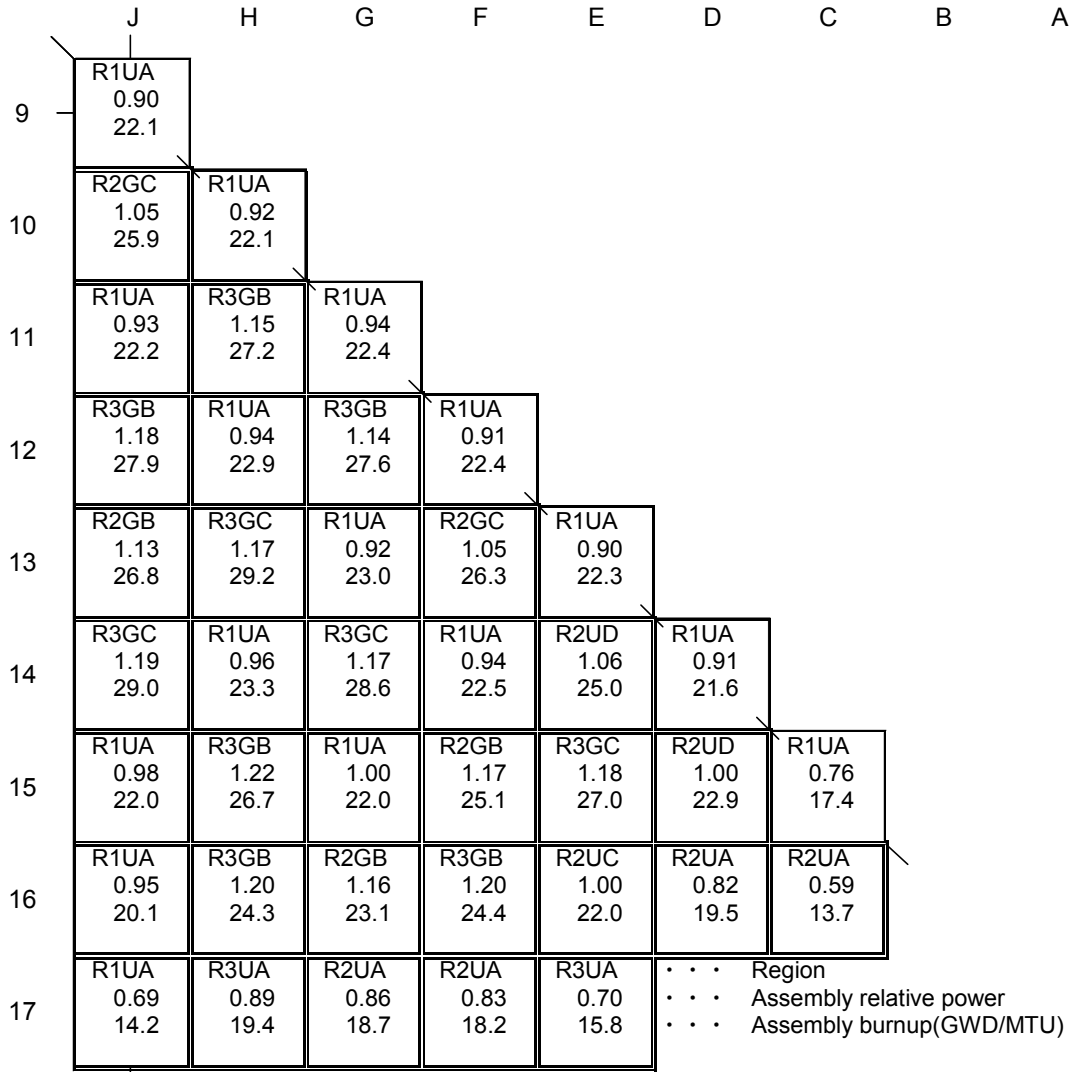 J H G F E D C B A
R1UA
0.90
9
22.1
R2GC R1UA
1.05 0.92
10
25.9 22.1
R1UA R3GB R1UA
0.93 1.15 0.94
11
22.2 27.2 22.4
R3GB R1UA R3GB R1UA
1.18 0.94 1.14 0.91
12
27.9 22.9 27.6 22.4
R2GB R3GC R1UA R2GC R1UA
1.13 1.17 0.92 1.05 0.90
13
26.8 29.2 23.0 26.3 22.3
R3GC R1UA R3GC R1UA R2UD R1UA
1.19 0.96 1.17 0.94 1.06 0.91
14
29.0 23.3 28.6 22.5 25.0 21.6
R1UA R3GB R1UA R2GB R3GC R2UD R1UA
0.98 1.22 1.00 1.17 1.18 1.00 0.76
15
22.0 26.7 22.0 25.1 27.0 22.9 17.4
R1UA R3GB R2GB R3GB R2UC R2UA R2UA
0.95 1.20 1.16 1.20 1.00 0.82 0.59
16
20.1 24.3 23.1 24.4 22.0 19.5 13.7
R1UA R3UA R2UA R2UA R3UA ・・・ Region
0.69 0.89 0.86 0.83 0.70 ・・・ Assembly relative power
17
14.2 19.4 18.7 18.2 15.8 ・・・ Assembly burnup(GWD/MTU)